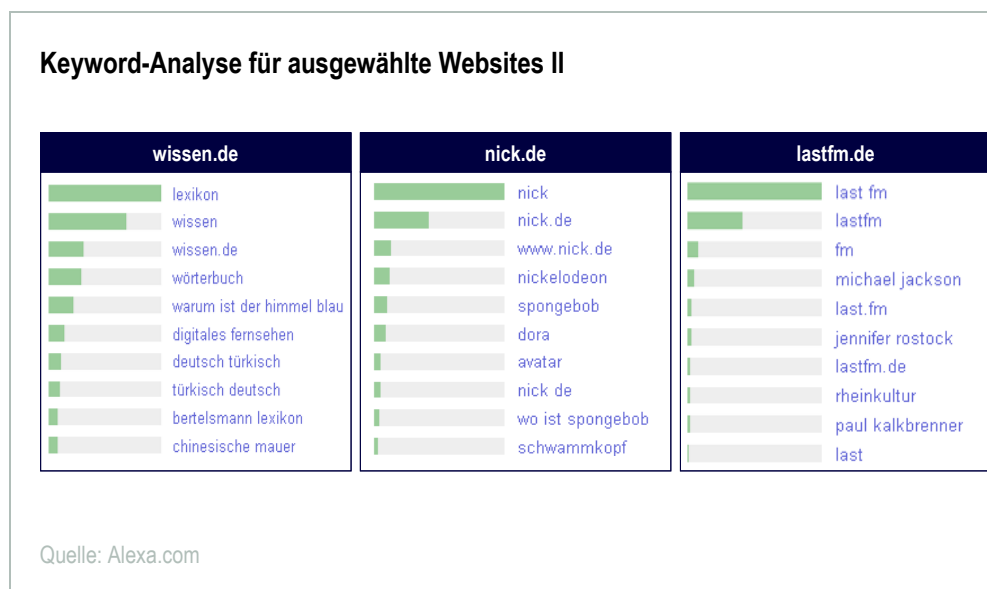 Keyword-Analyse für ausgewählte Websites II
wissen.de
lexikon
wissen
wissen.de
wörterbuch
warum ist der himmel blau
digitales fernsehen
deutsch türkisch
türkisch deutsch
bertelsmann lexikon
chinesische mauer
nick.de
nick
nick.de
www.nick.de
nickelodeon
spongebob
dora
avatar
nick de
wo ist spongebob
schwammkopf
lastfm.de
last fm
lastfm
fm
michael jackson
last.fm
jennifer rostock
lastfm.de
rheinkultur
paul kalkbrenner
last
Quelle: Alexa.com